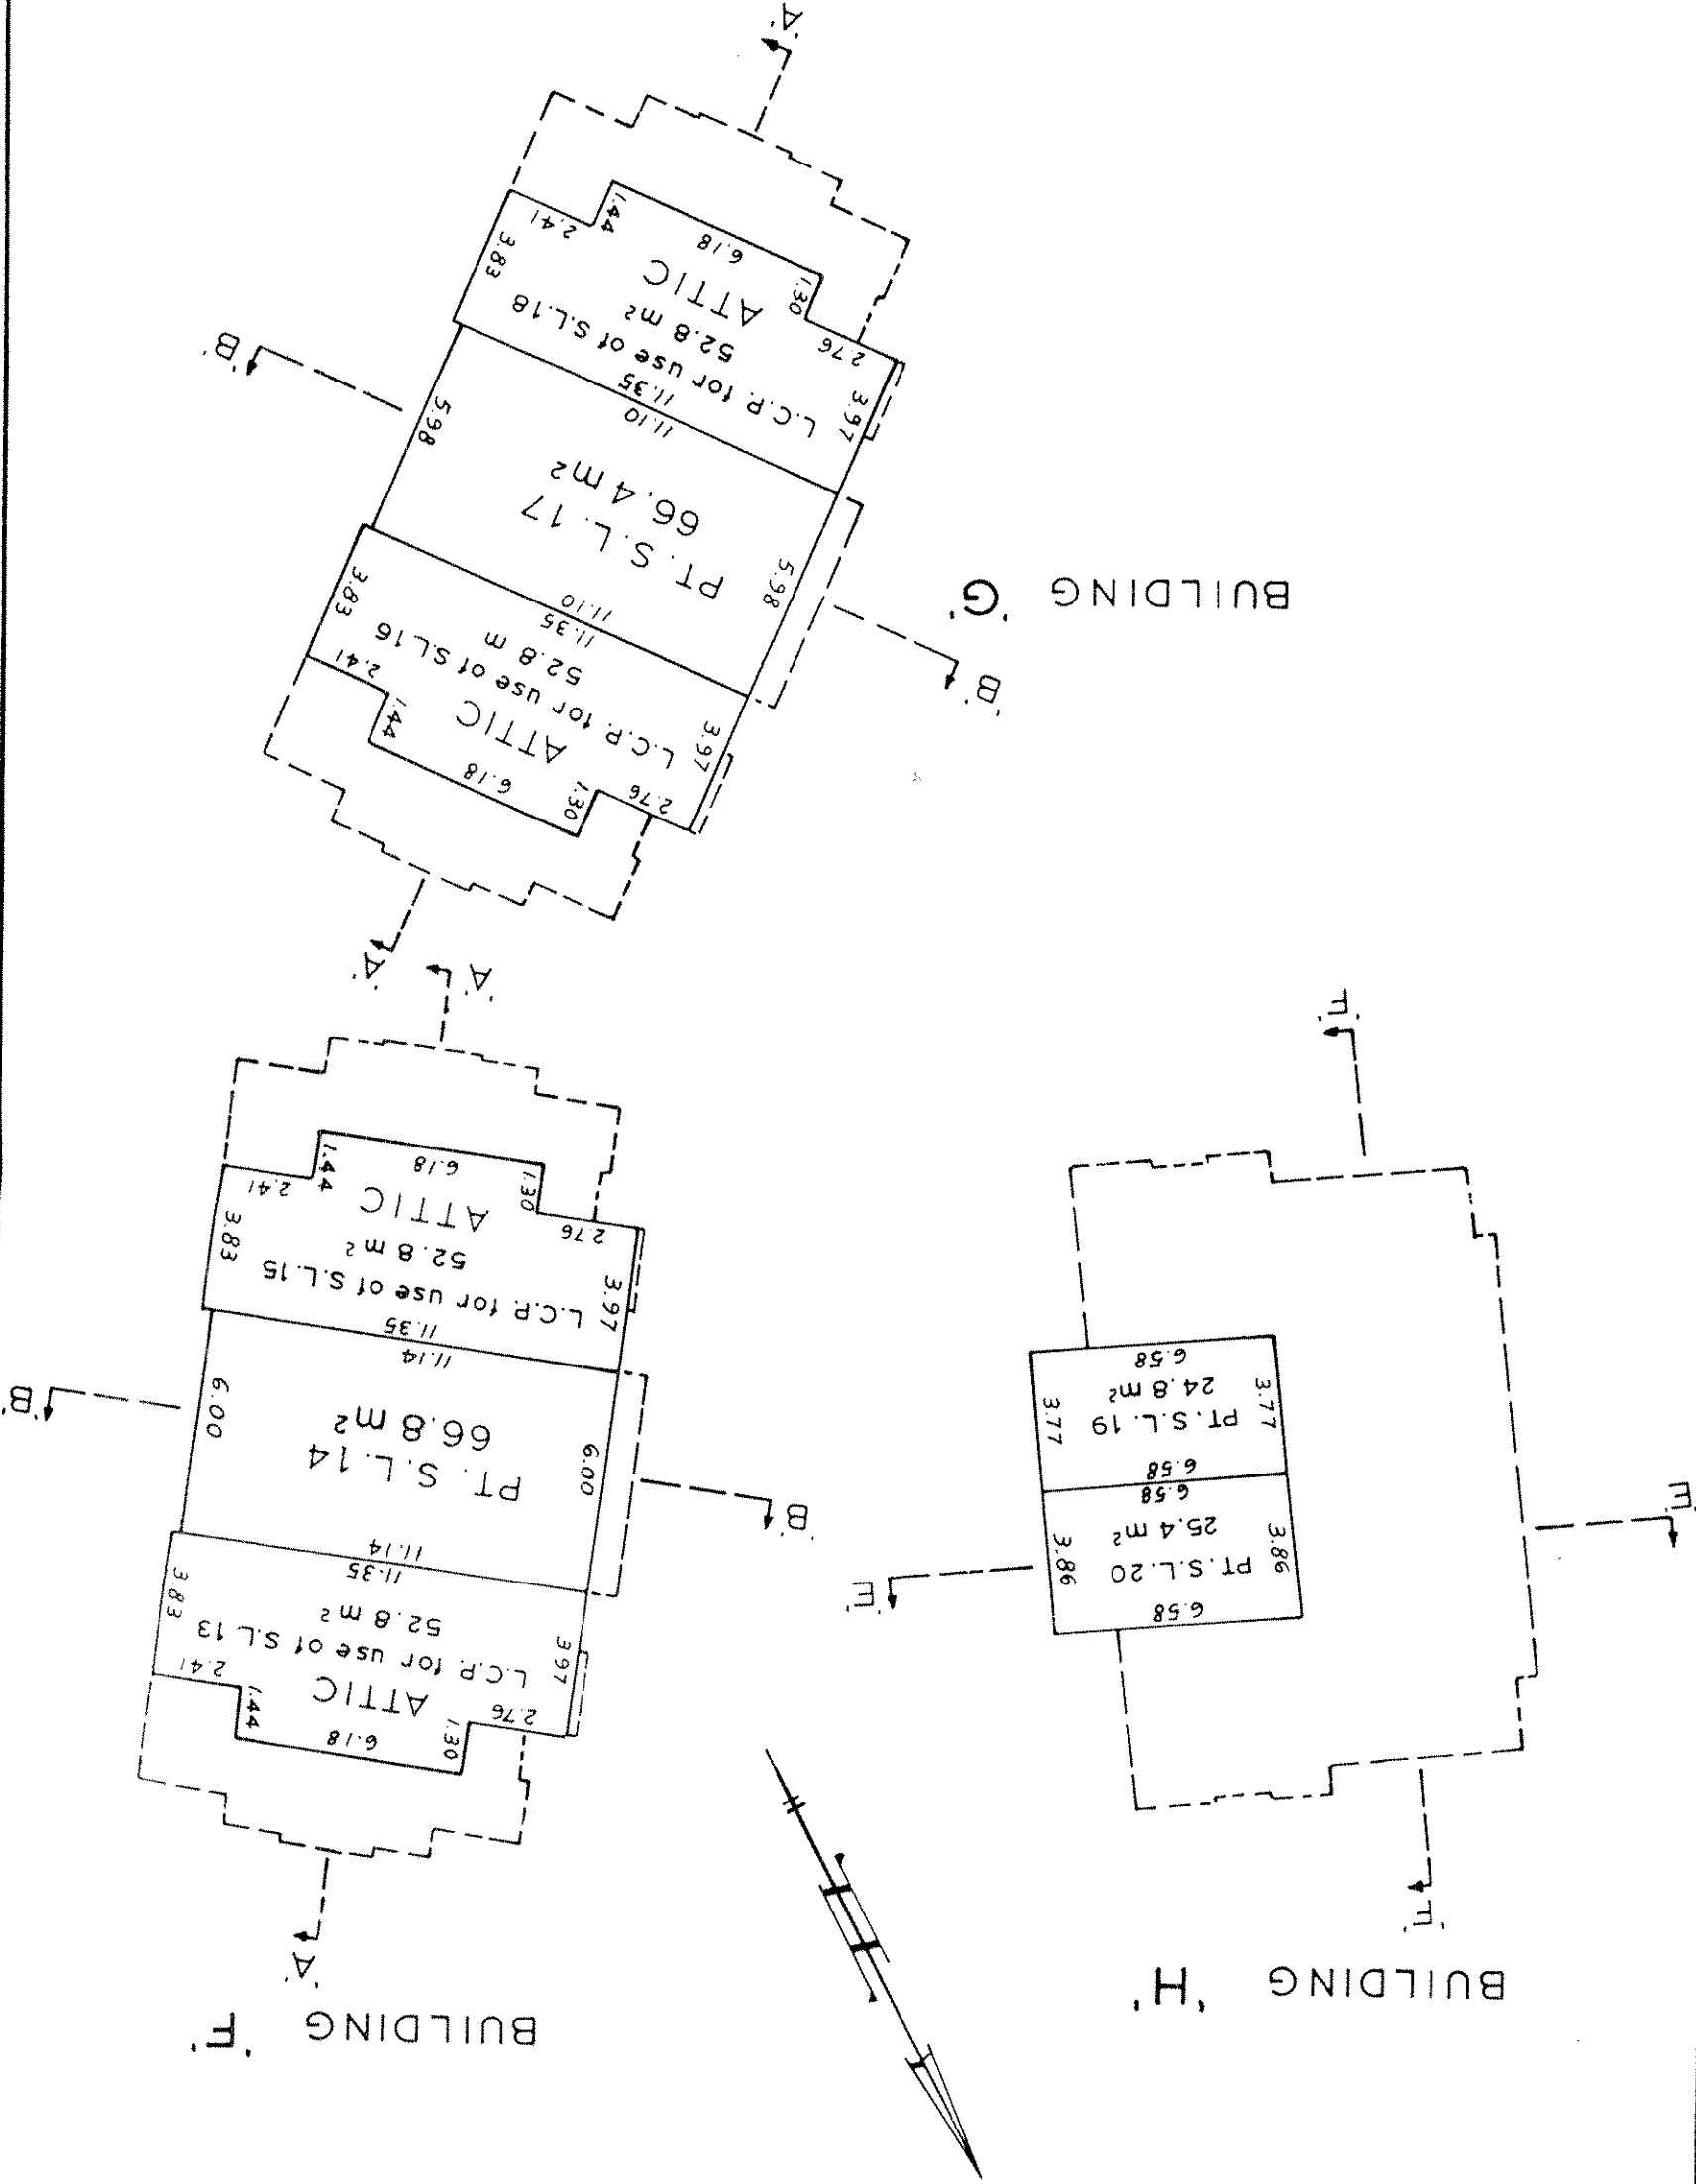 BUILDING 'H'
BUILDING 'F'
'F'
'A'
6.58
PT. S.L. 20
25.4 m²
3.86
3.86
6.58
'E'
'E'
6.58
PT. S.L. 19
24.8 m²
3.77
3.77
6.58
'F'
6.18
1.30
1.44
2.76
2.41
ATTIC
L.C.P. for use of S.L. 13
52.8 m²
3.97
3.83
11.35
11.14
'B'
'B'
PT. S.L. 14
66.8 m²
6.00
6.00
11.14
11.35
L.C.P. for use of S.L. 15
52.8 m²
ATTIC
3.97
3.83
2.76
2.41
1.30
1.44
6.18
'A'
BUILDING 'G'
'A'
6.18
1.30
1.44
2.76
2.41
ATTIC
L.C.P. for use of S.L. 16
52.8 m
3.97
3.83
11.35
11.10
'B'
'B'
PT. S.L. 17
66.4 m²
5.98
5.98
11.10
11.35
L.C.P. for use of S.L. 18
52.8 m²
ATTIC
3.97
3.83
2.76
2.41
1.30
1.44
6.18
'A'